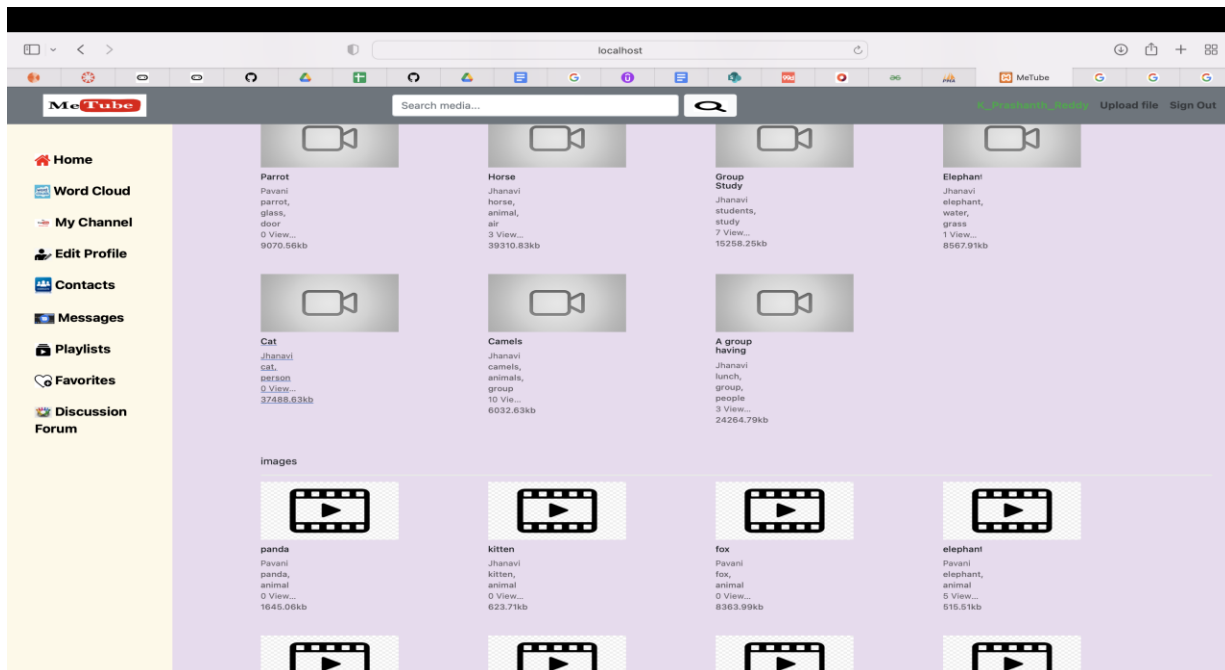 localhost
MeTube
MeTube
Search media...
K_Prashanth_Reddy
Upload file
Sign Out
Home
Word Cloud
My Channel
Edit Profile
Contacts
Messages
Playlists
Favorites
Discussion
Forum
Parrot
Pavani
parrot,
glass,
door
0 View...
9070.56kb
Horse
Jhanavi
horse,
animal,
air
3 View...
39310.83kb
Group
Study
Jhanavi
students,
study
7 View...
15258.25kb
Elephant
Jhanavi
elephant,
water,
grass
1 View...
8567.91kb
Cat
Jhanavi
cat,
person
0 View...
37488.63kb
Camels
Jhanavi
camels,
animals,
group
10 Vie...
6032.63kb
A group
having
Jhanavi
lunch,
group,
people
3 View...
24264.79kb
images
panda
Pavani
panda,
animal
0 View...
1645.06kb
kitten
Jhanavi
kitten,
animal
0 View...
623.71kb
fox
Pavani
fox,
animal
0 View...
8363.99kb
elephant
Pavani
elephant,
animal
5 View...
515.51kb